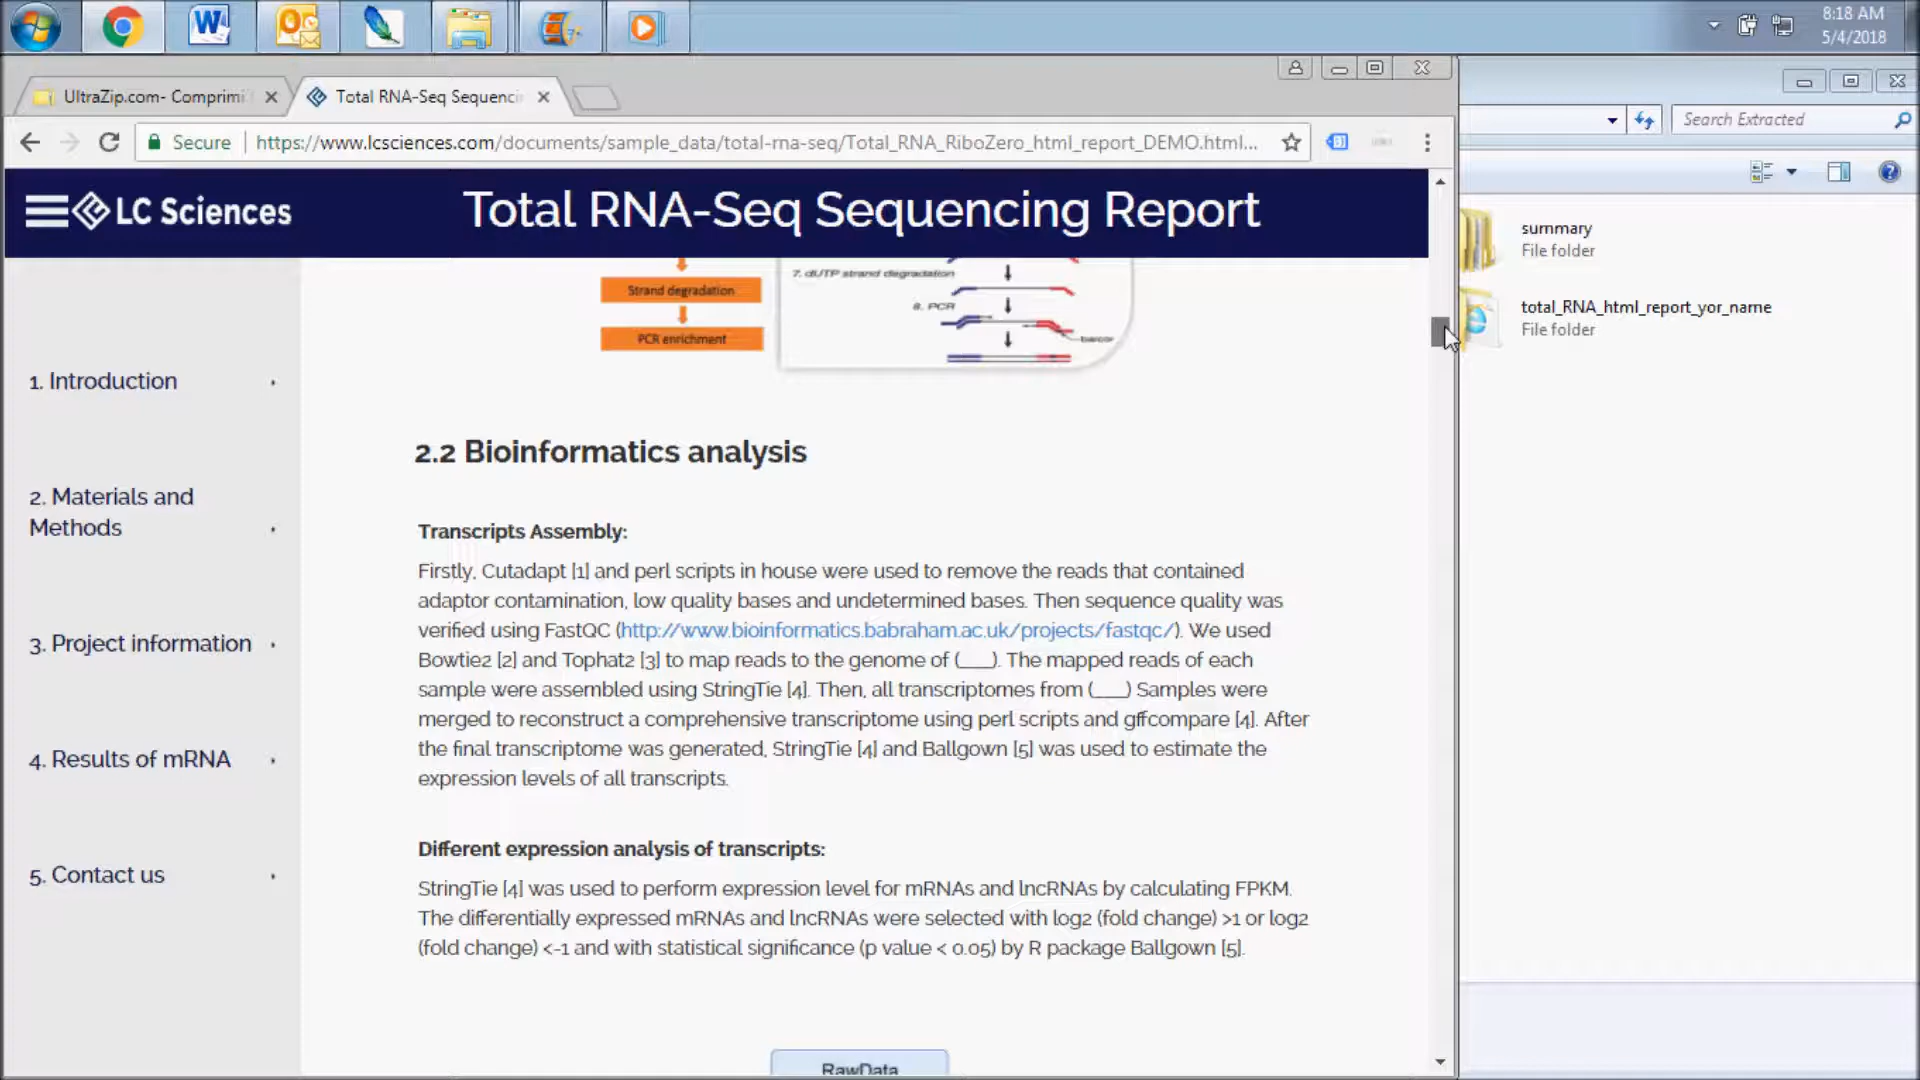 8:18 AM
5/4/2018
UltraZip.com- Comprimi
Total RNA-Seq Sequenci
Secure
https://www.lcsciences.com/documents/sample_data/total-rna-seq/Total_RNA_RiboZero_html_report_DEMO.html...
Search Extracted
LC Sciences
Total RNA-Seq Sequencing Report
summary
File folder
total_RNA_html_report_yor_name
File folder
7. dUTP strand degradation
Strand degradation
8. PCR
PCR enrichment
barcor
1. Introduction
2. Materials and
Methods
3. Project information
4. Results of mRNA
5. Contact us
2.2 Bioinformatics analysis
Transcripts Assembly:
Firstly, Cutadapt [1] and perl scripts in house were used to remove the reads that contained
adaptor contamination, low quality bases and undetermined bases. Then sequence quality was
verified using FastQC (http://www.bioinformatics.babraham.ac.uk/projects/fastqc/). We used
Bowtie2 [2] and Tophat2 [3] to map reads to the genome of (___). The mapped reads of each
sample were assembled using StringTie [4]. Then, all transcriptomes from (___) Samples were
merged to reconstruct a comprehensive transcriptome using perl scripts and gffcompare [4]. After
the final transcriptome was generated, StringTie [4] and Ballgown [5] was used to estimate the
expression levels of all transcripts.
Different expression analysis of transcripts:
StringTie [4] was used to perform expression level for mRNAs and lncRNAs by calculating FPKM.
The differentially expressed mRNAs and lncRNAs were selected with log2 (fold change) >1 or log2
(fold change) <-1 and with statistical significance (p value < 0.05) by R package Ballgown [5].
RawData